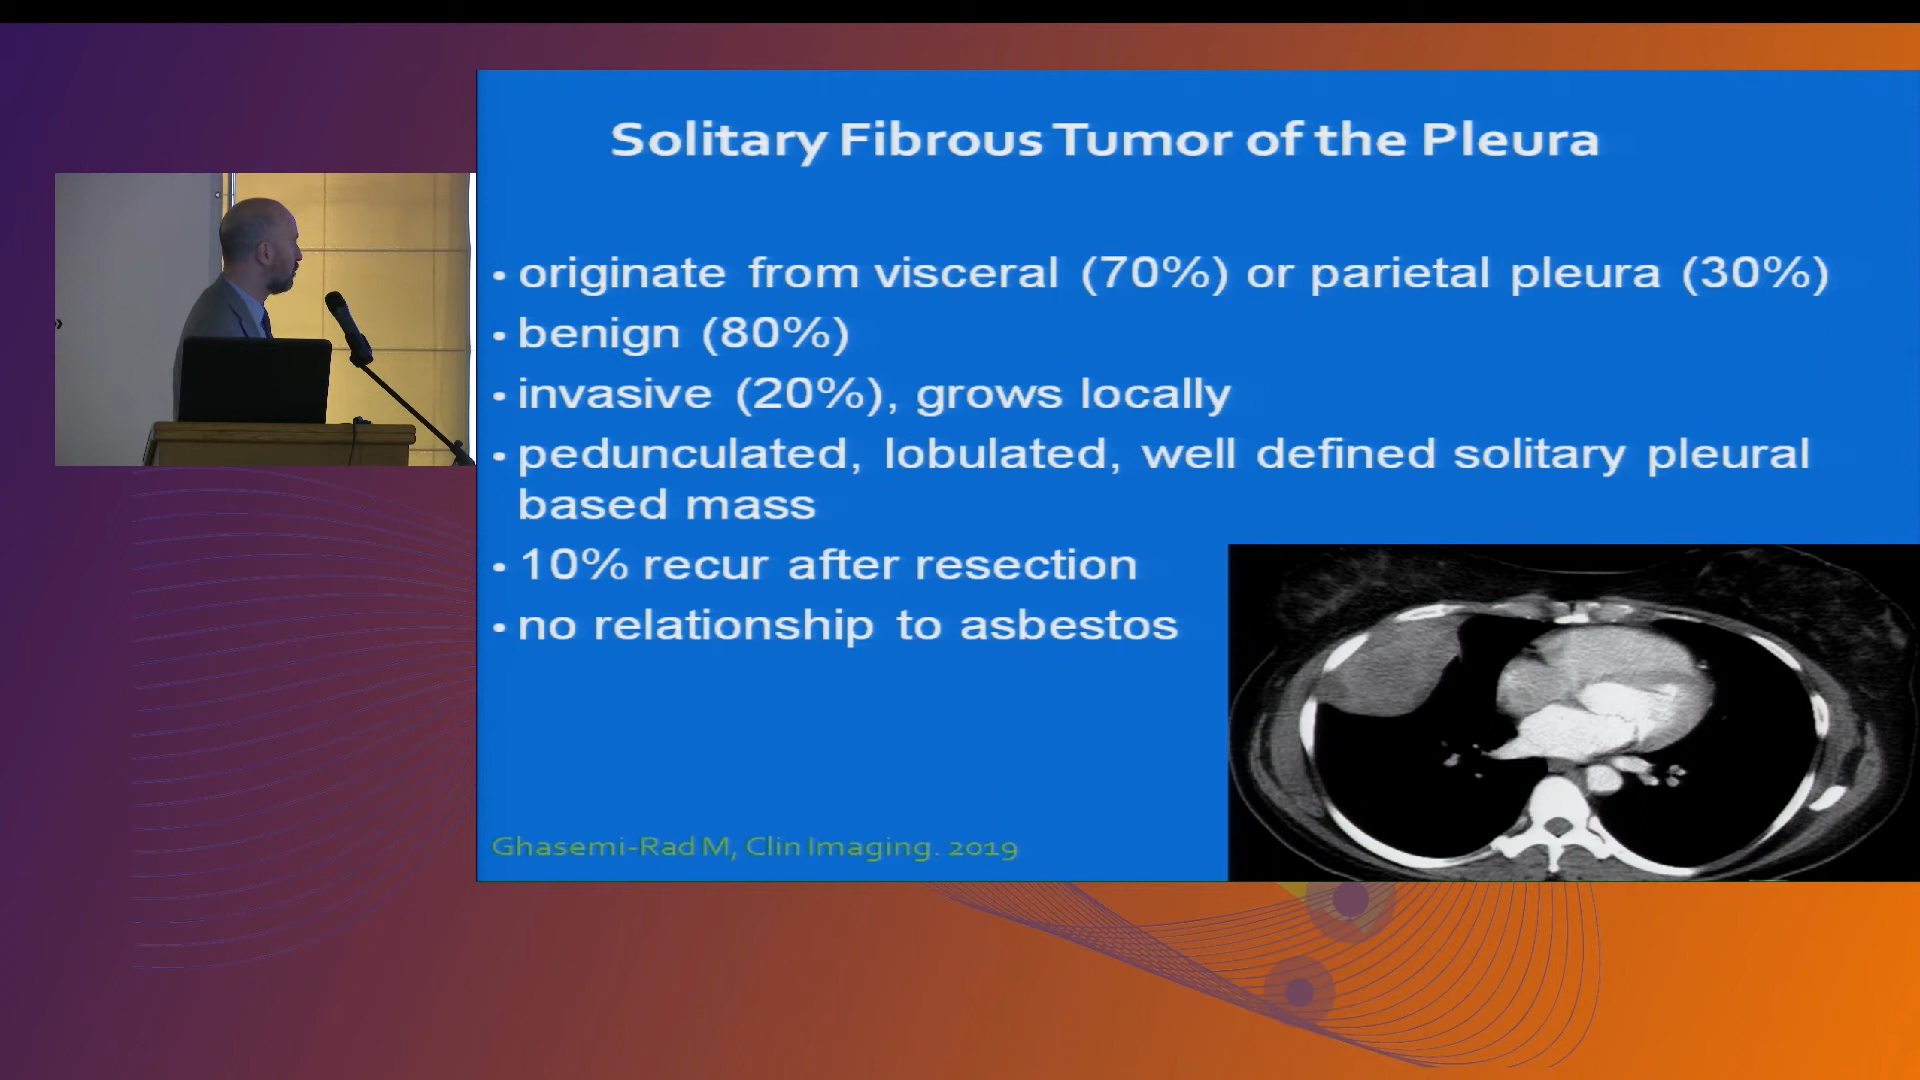 Solitary Fibrous Tumor of the Pleura
• originate from visceral (70%) or parietal pleura (30%)
• benign (80%)
• invasive (20%), grows locally
• pedunculated, lobulated, well defined solitary pleural
based mass
• 10% recur after resection
• no relationship to asbestos
Ghasemi-Rad M, Clin Imaging. 2019